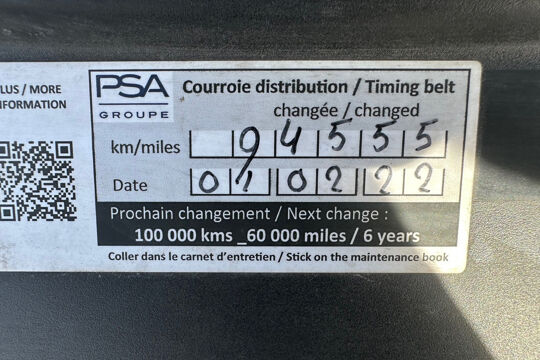 PLUS / MORE
INFORMATION
PSA
GROUPE
Courroie distribution / Timing belt
changée / changed
km/miles 94555
Date 010222
Prochain changement / Next change :
100 000 kms _60 000 miles / 6 years
Coller dans le carnet d'entretien / Stick on the maintenance book